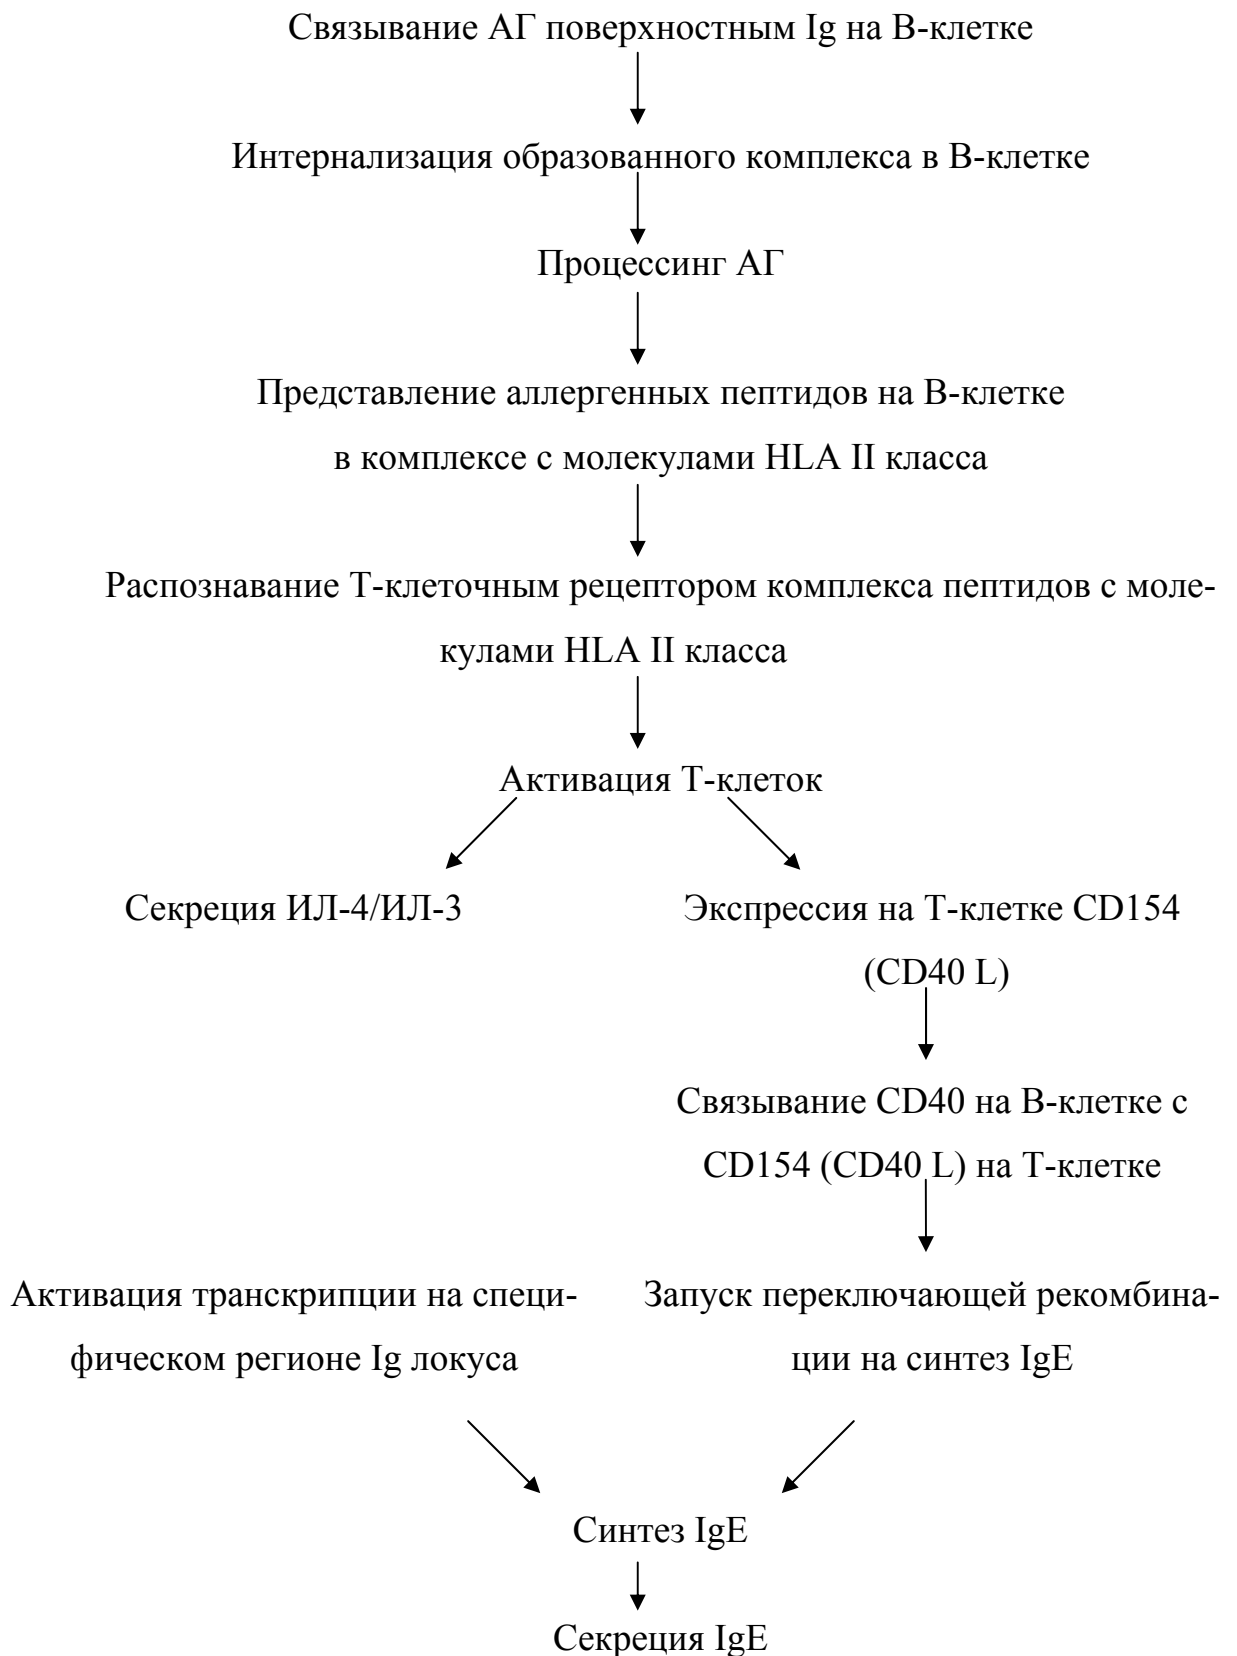 Связывание АГ поверхностным Ig на В-клетке
Интернализация образованного комплекса в В-клетке
Процессинг АГ
Представление аллергенных пептидов на В-клетке
в комплексе с молекулами HLA II класса
Распознавание Т-клеточным рецептором комплекса пептидов с моле-
кулами HLA II класса
Активация Т-клеток
Секреция ИЛ-4/ИЛ-3
Экспрессия на Т-клетке CD154
(CD40 L)
Связывание CD40 на В-клетке с
CD154 (CD40 L) на Т-клетке
Активация транскрипции на специ-
фическом регионе Ig локуса
Запуск переключающей рекомбина-
ции на синтез IgE
Синтез IgE
Секреция IgE